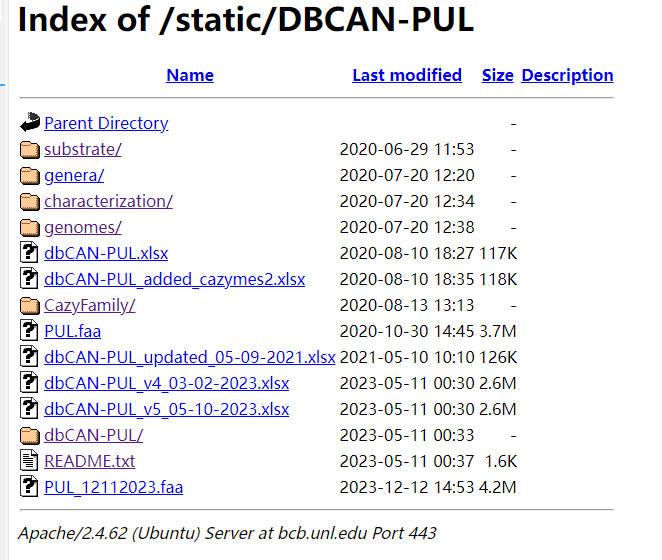 Index of /static/DBCAN-PUL
Name Last modified Size Description
Parent Directory -
substrate/ 2020-06-29 11:53 -
genera/ 2020-07-20 12:20 -
characterization/ 2020-07-20 12:34 -
genomes/ 2020-07-20 12:38 -
dbCAN-PUL.xlsx 2020-08-10 18:27 117K
dbCAN-PUL_added_cazymes2.xlsx 2020-08-10 18:35 118K
CazyFamily/ 2020-08-13 13:13 -
PUL.faa 2020-10-30 14:45 3.7M
dbCAN-PUL_updated_05-09-2021.xlsx 2021-05-10 10:10 126K
dbCAN-PUL_v4_03-02-2023.xlsx 2023-05-11 00:30 2.6M
dbCAN-PUL_v5_05-10-2023.xlsx 2023-05-11 00:30 2.6M
dbCAN-PUL/ 2023-05-11 00:33 -
README.txt 2023-05-11 00:37 1.6K
PUL_12112023.faa 2023-12-12 14:53 4.2M
Apache/2.4.62 (Ubuntu) Server at bcb.unl.edu Port 443